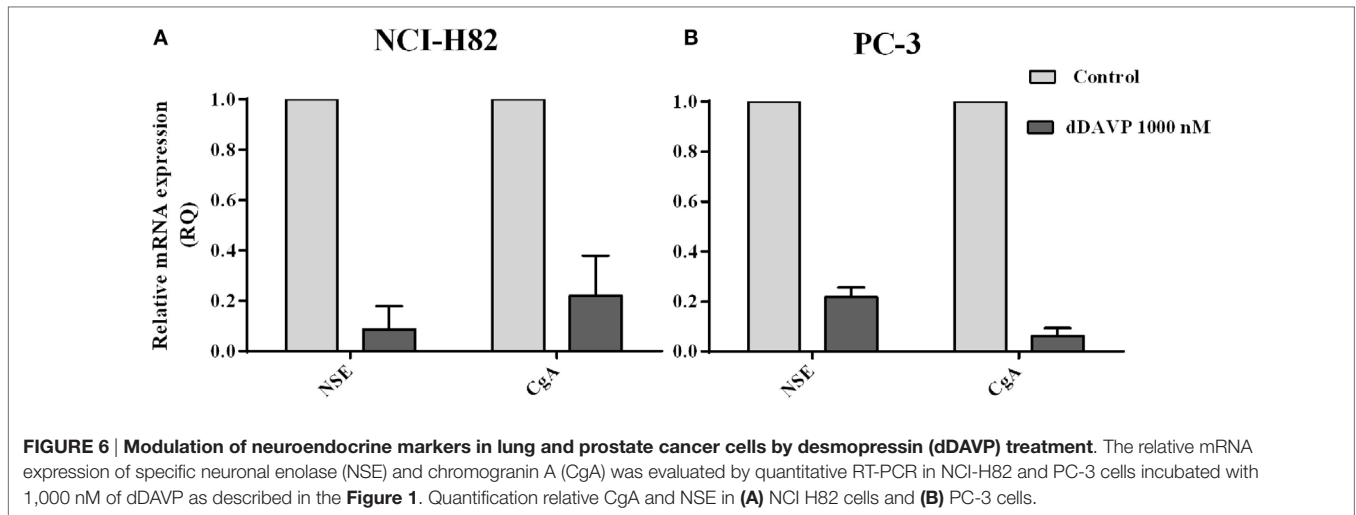 A
NCI-H82
B
PC-3
Control
dDAVP 1000 nM
Relative mRNA expression
(RQ)
1.0
0.8
0.6
0.4
0.2
0.0
NSE
CgA
1.0
0.8
0.6
0.4
0.2
0.0
NSE
CgA
FIGURE 6 | Modulation of neuroendocrine markers in lung and prostate cancer cells by desmopressin (dDAVP) treatment. The relative mRNA
expression of specific neuronal enolase (NSE) and chromogranin A (CgA) was evaluated by quantitative RT-PCR in NCI-H82 and PC-3 cells incubated with
1,000 nM of dDAVP as described in the Figure 1. Quantification relative CgA and NSE in (A) NCI H82 cells and (B) PC-3 cells.